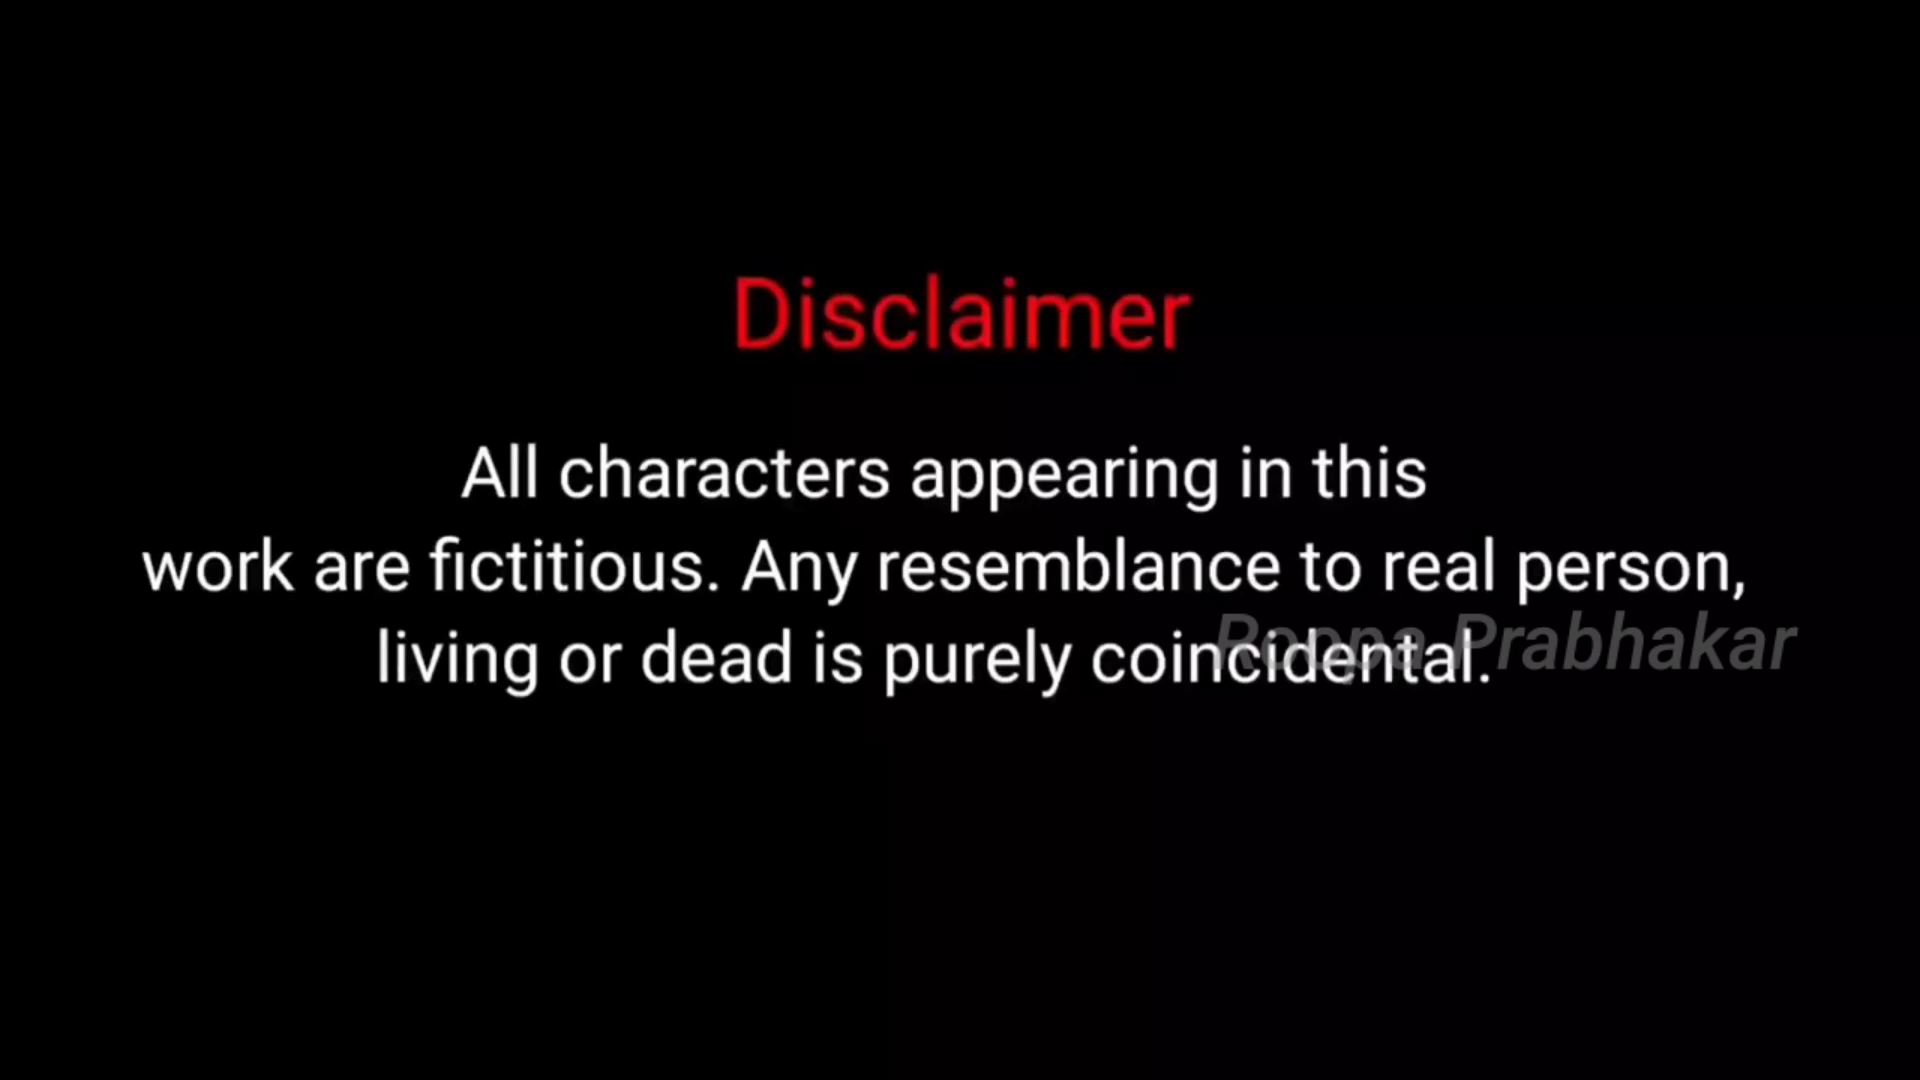 Disclaimer
All characters appearing in this
work are fictitious. Any resemblance to real person,
living or dead is purely coincidental.
Roopa Prabhakar